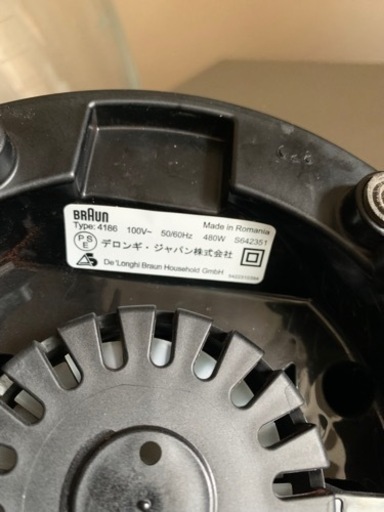 BRAUN
Type: 4186 100V~ 50/60Hz 480W S642351
Made in Romania
PSE デロンギ・ジャパン株式会社
De'Longhi Braun Household GmbH